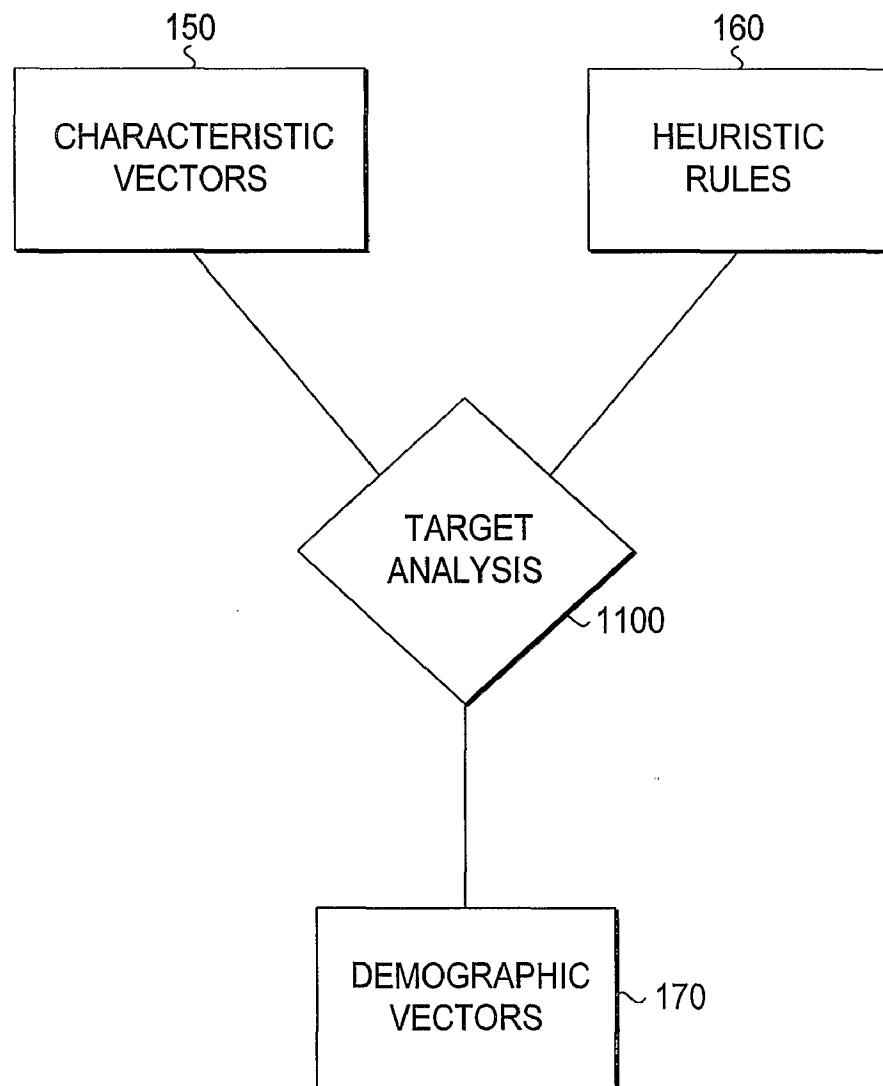 150
160
CHARACTERISTIC
VECTORS
HEURISTIC
RULES
TARGET
ANALYSIS
1100
DEMOGRAPHIC
VECTORS
170